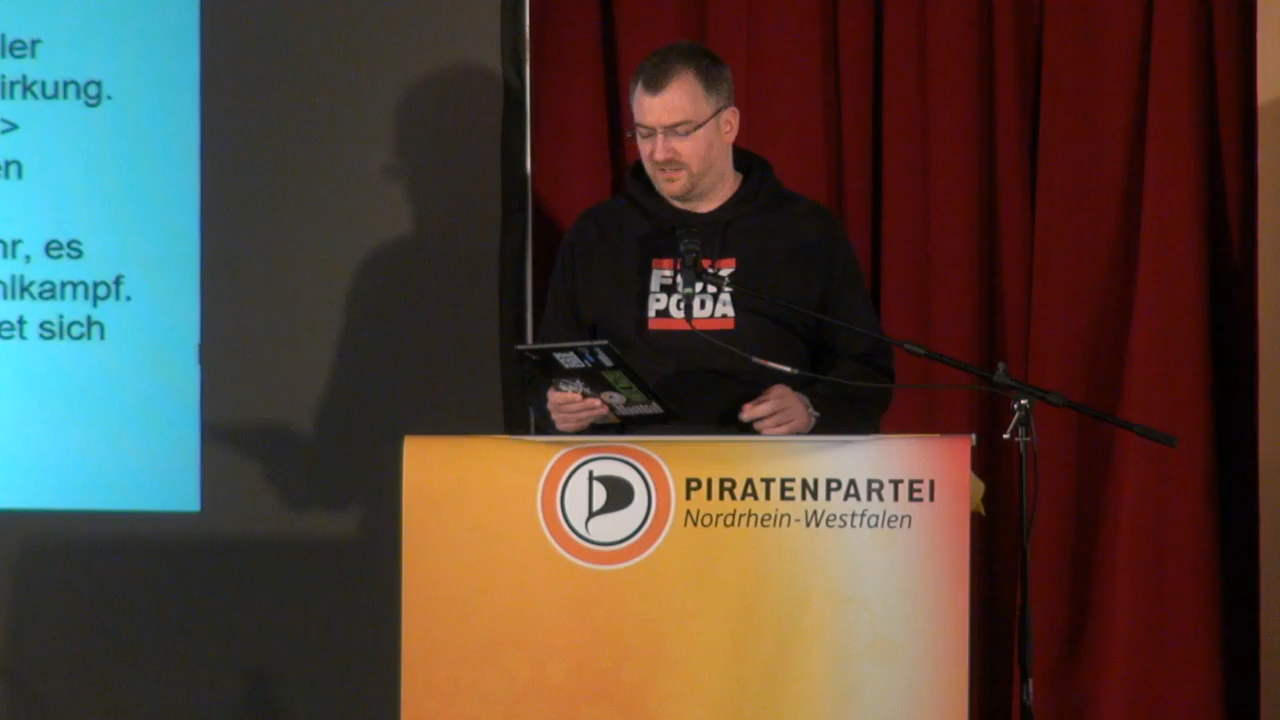 ler
irkung.
>
en
hr, es
hlkampf.
et sich
PGDA
PIRATENPARTEI
Nordrhein-Westfalen